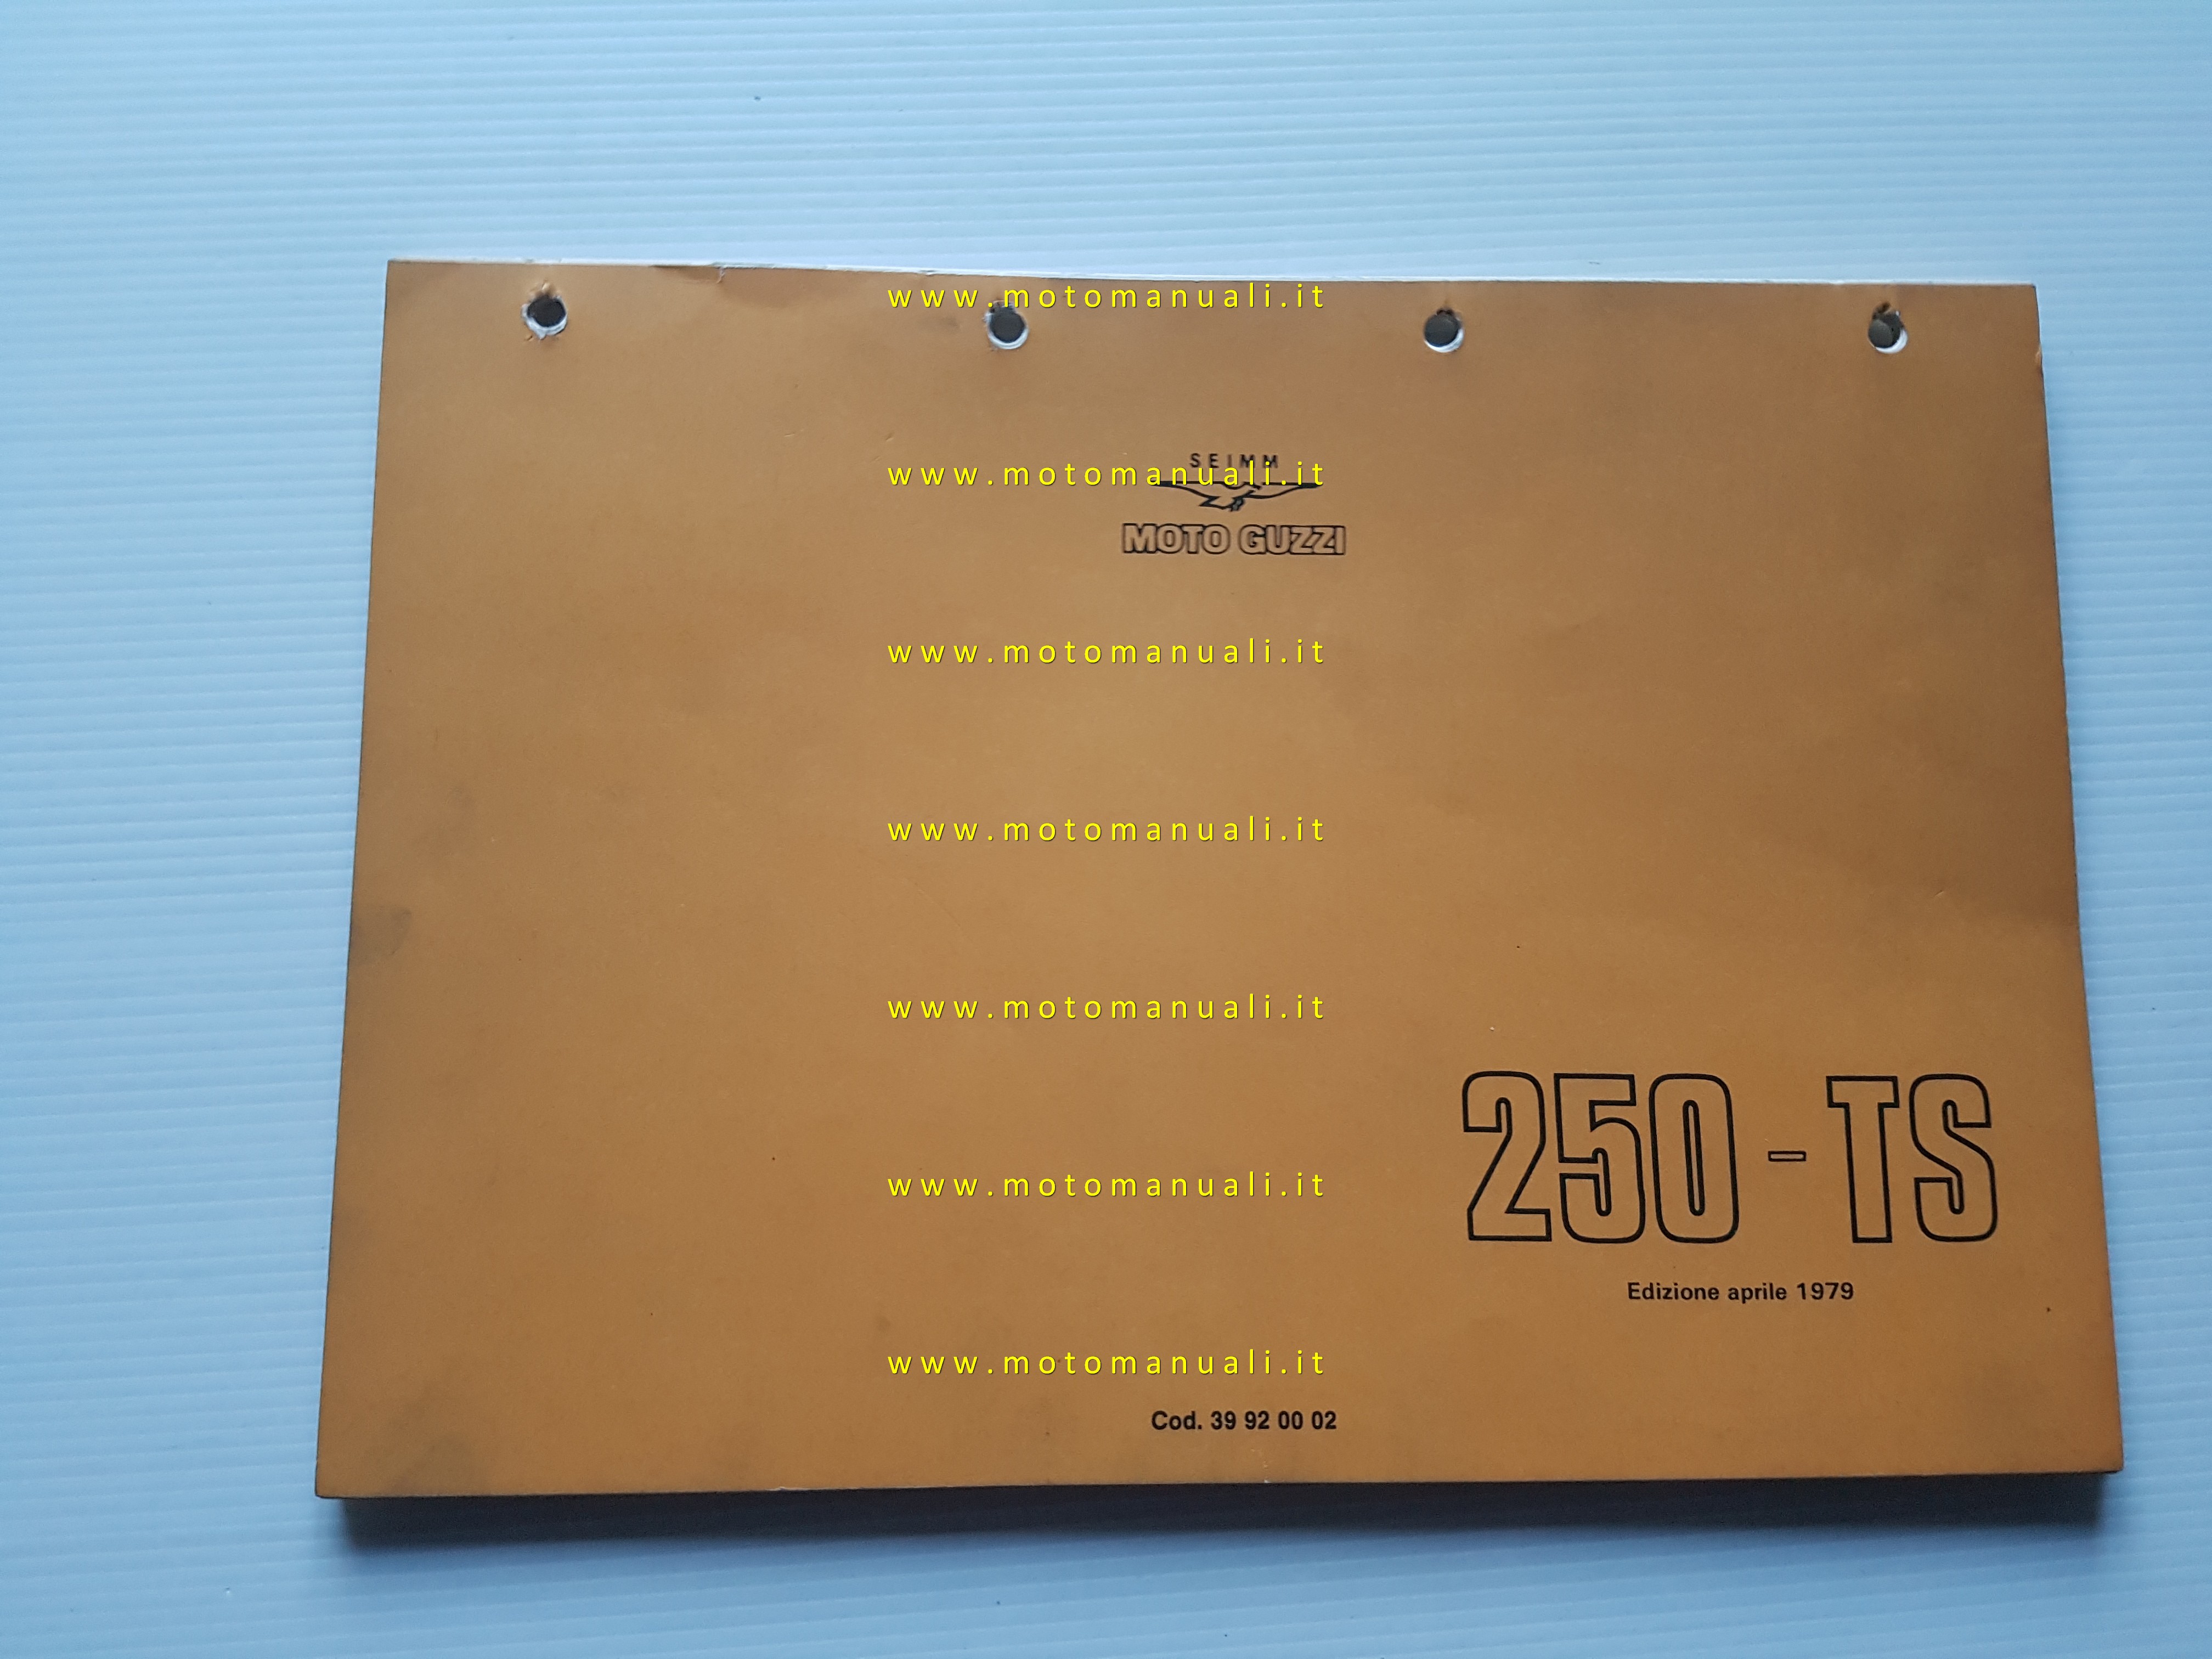 www.motomanuali.it
SEIMM
www.motomanuali.it
MOTO GUZZI
www.motomanuali.it
www.motomanuali.it
www.motomanuali.it
250-TS
www.motomanuali.it
Edizione aprile 1979
www.motomanuali.it
Cod. 39 92 00 02